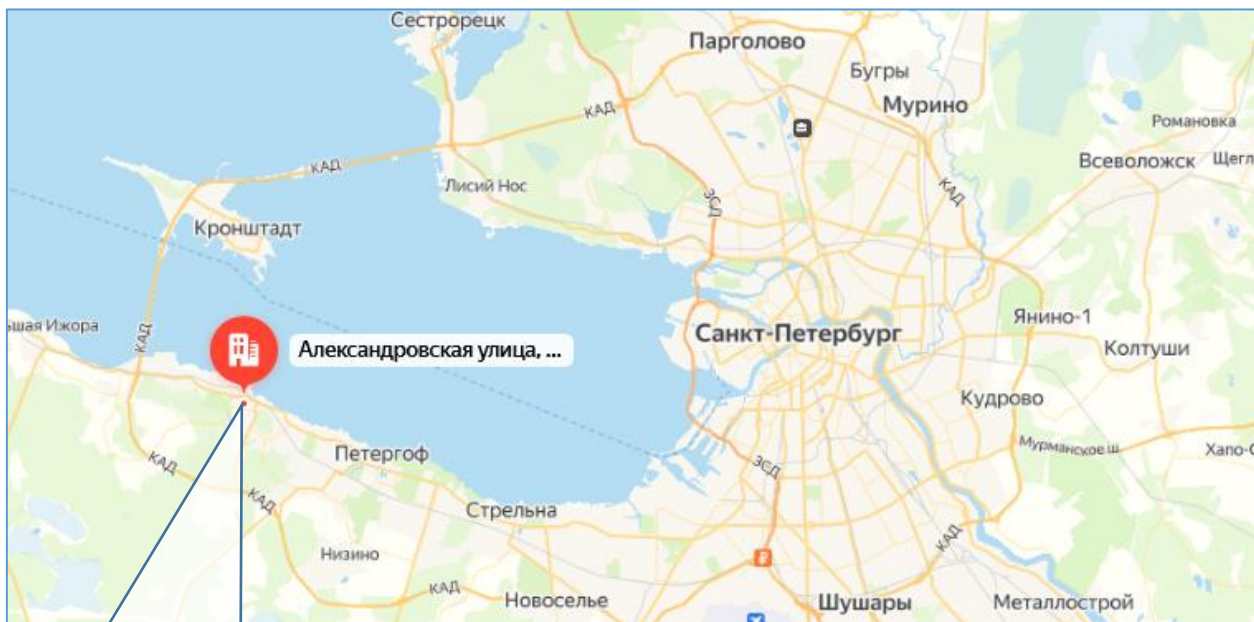 Сестрорецк
Парголово
Бугры
КАД
Мурино
Романовка
КАД
Всеволожск
Щегл
Лисий Нос
ЗСД
КАД
Кронштадт
ьшая Ижора
КАД
Янино-1
Санкт-Петербург
Александровская улица, ...
Колтуши
Кудрово
Петергоф
Мурманское ш.
Хапо-О
КАД
ЗСД
КАД
Стрельна
КАД
Низино
КАД
Новоселье
Шушары
Металлострой